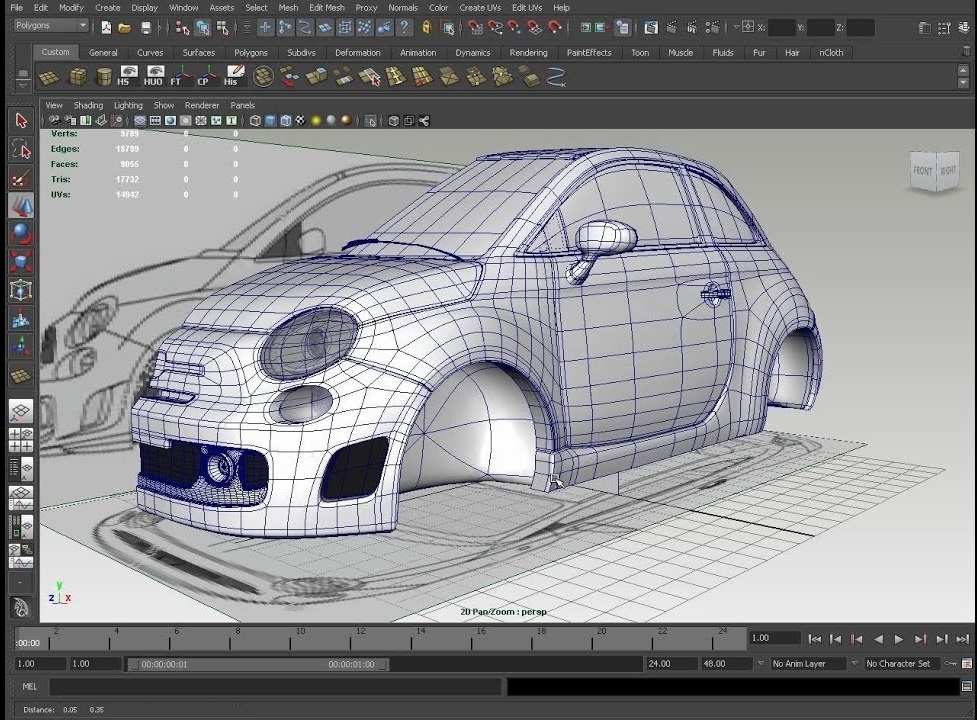 File Edit Modify Create Display Window Assets Select Mesh Edit Mesh Proxy Normals Color Create UVs Edit UVs Help
Polygons X: Y: Z:
Custom General Curves Surfaces Polygons Subdivs Deformation Animation Dynamics Rendering PaintEffects Toon Muscle Fluids Fur Hair nCloth
HS HUO FT CP His
View Shading Lighting Show Renderer Panels
Verts: 9789 0 0
Edges: 18799 0 0
Faces: 9055 0 0
Tris: 17732 0 0
UVs: 14942 0 0
FRONT RIGHT
y
z x
2D Pan/Zoom : persp
2 4 6 8 10 12 14 16 18 20 22 24
:00:00 1.00
1.00 1.00 00:00:00:01 00:00:01:00 24.00 48.00 No Anim Layer No Character Set
MEL
Distance: 0.05 0.35